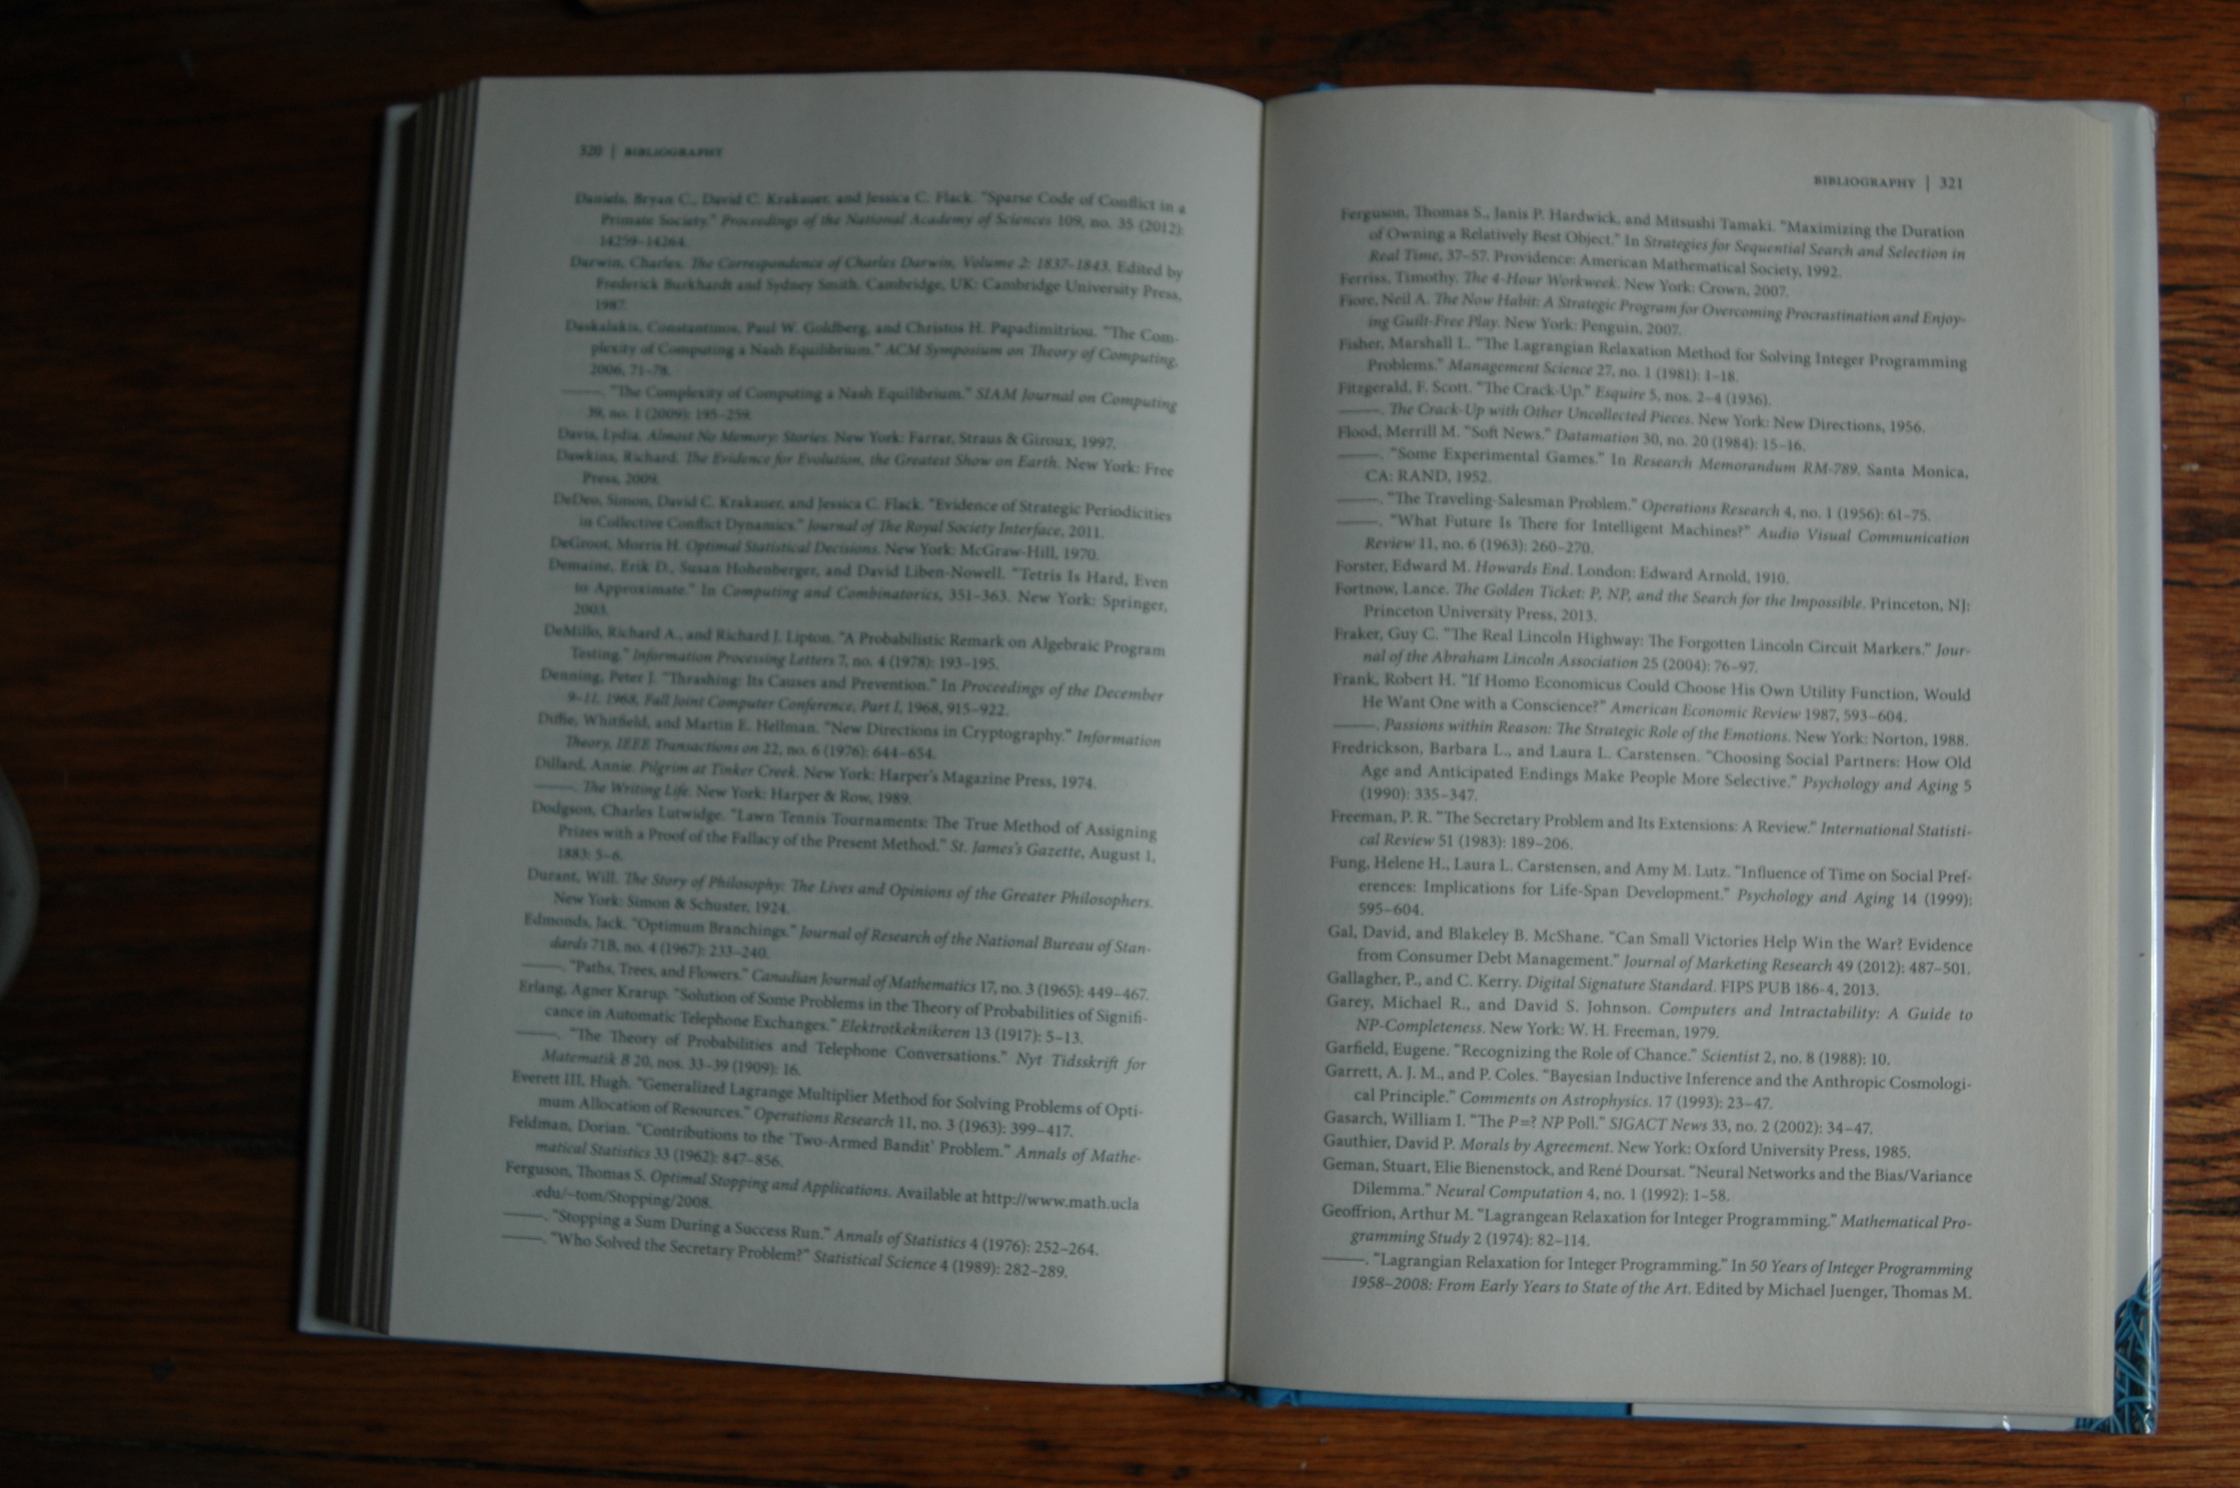 320 | BIBLIOGRAPHY
Daniels, Bryan C., David C. Krakauer, and Jessica C. Flack. "Sparse Code of Conflict in a
Primate Society." Proceedings of the National Academy of Sciences 109, no. 35 (2012):
14259–14264.
Darwin, Charles. The Correspondence of Charles Darwin, Volume 2: 1837–1843. Edited by
Frederick Burkhardt and Sydney Smith. Cambridge, UK: Cambridge University Press,
1987.
Daskalakis, Constantinos, Paul W. Goldberg, and Christos H. Papadimitriou. "The Com-
plexity of Computing a Nash Equilibrium." ACM Symposium on Theory of Computing,
2006, 71–78.
———. "The Complexity of Computing a Nash Equilibrium." SIAM Journal on Computing
39, no. 1 (2009): 195–259.
Davis, Lydia. Almost No Memory: Stories. New York: Farrar, Straus & Giroux, 1997.
Dawkins, Richard. The Evidence for Evolution, the Greatest Show on Earth. New York: Free
Press, 2009.
DeDeo, Simon, David C. Krakauer, and Jessica C. Flack. "Evidence of Strategic Periodicities
in Collective Conflict Dynamics." Journal of The Royal Society Interface, 2011.
DeGroot, Morris H. Optimal Statistical Decisions. New York: McGraw-Hill, 1970.
Demaine, Erik D., Susan Hohenberger, and David Liben-Nowell. "Tetris Is Hard, Even
to Approximate." In Computing and Combinatorics, 351–363. New York: Springer,
2003.
DeMillo, Richard A., and Richard J. Lipton. "A Probabilistic Remark on Algebraic Program
Testing." Information Processing Letters 7, no. 4 (1978): 193–195.
Denning, Peter J. "Thrashing: Its Causes and Prevention." In Proceedings of the December
9–11, 1968, Fall Joint Computer Conference, Part I, 1968, 915–922.
Diffie, Whitfield, and Martin E. Hellman. "New Directions in Cryptography." Information
Theory, IEEE Transactions on 22, no. 6 (1976): 644–654.
Dillard, Annie. Pilgrim at Tinker Creek. New York: Harper's Magazine Press, 1974.
———. The Writing Life. New York: Harper & Row, 1989.
Dodgson, Charles Lutwidge. "Lawn Tennis Tournaments: The True Method of Assigning
Prizes with a Proof of the Fallacy of the Present Method." St. James's Gazette, August 1,
1883: 5–6.
Durant, Will. The Story of Philosophy: The Lives and Opinions of the Greater Philosophers.
New York: Simon & Schuster, 1924.
Edmonds, Jack. "Optimum Branchings." Journal of Research of the National Bureau of Stan-
dards 71B, no. 4 (1967): 233–240.
———. "Paths, Trees, and Flowers." Canadian Journal of Mathematics 17, no. 3 (1965): 449–467.
Erlang, Agner Krarup. "Solution of Some Problems in the Theory of Probabilities of Signifi-
cance in Automatic Telephone Exchanges." Elektrotkeknikeren 13 (1917): 5–13.
———. "The Theory of Probabilities and Telephone Conversations." Nyt Tidsskrift for
Matematik B 20, nos. 33–39 (1909): 16.
Everett III, Hugh. "Generalized Lagrange Multiplier Method for Solving Problems of Opti-
mum Allocation of Resources." Operations Research 11, no. 3 (1963): 399–417.
Feldman, Dorian. "Contributions to the 'Two-Armed Bandit' Problem." Annals of Mathe-
matical Statistics 33 (1962): 847–856.
Ferguson, Thomas S. Optimal Stopping and Applications. Available at http://www.math.ucla
.edu/~tom/Stopping/2008.
———. "Stopping a Sum During a Success Run." Annals of Statistics 4 (1976): 252–264.
———. "Who Solved the Secretary Problem?" Statistical Science 4 (1989): 282–289.
BIBLIOGRAPHY | 321
Ferguson, Thomas S., Janis P. Hardwick, and Mitsushi Tamaki. "Maximizing the Duration
of Owning a Relatively Best Object." In Strategies for Sequential Search and Selection in
Real Time, 37–57. Providence: American Mathematical Society, 1992.
Ferriss, Timothy. The 4-Hour Workweek. New York: Crown, 2007.
Fiore, Neil A. The Now Habit: A Strategic Program for Overcoming Procrastination and Enjoy-
ing Guilt-Free Play. New York: Penguin, 2007.
Fisher, Marshall L. "The Lagrangian Relaxation Method for Solving Integer Programming
Problems." Management Science 27, no. 1 (1981): 1–18.
Fitzgerald, F. Scott. "The Crack-Up." Esquire 5, nos. 2–4 (1936).
———. The Crack-Up with Other Uncollected Pieces. New York: New Directions, 1956.
Flood, Merrill M. "Soft News." Datamation 30, no. 20 (1984): 15–16.
———. "Some Experimental Games." In Research Memorandum RM-789. Santa Monica,
CA: RAND, 1952.
———. "The Traveling-Salesman Problem." Operations Research 4, no. 1 (1956): 61–75.
———. "What Future Is There for Intelligent Machines?" Audio Visual Communication
Review 11, no. 6 (1963): 260–270.
Forster, Edward M. Howards End. London: Edward Arnold, 1910.
Fortnow, Lance. The Golden Ticket: P, NP, and the Search for the Impossible. Princeton, NJ:
Princeton University Press, 2013.
Fraker, Guy C. "The Real Lincoln Highway: The Forgotten Lincoln Circuit Markers." Jour-
nal of the Abraham Lincoln Association 25 (2004): 76–97.
Frank, Robert H. "If Homo Economicus Could Choose His Own Utility Function, Would
He Want One with a Conscience?" American Economic Review 1987, 593–604.
———. Passions within Reason: The Strategic Role of the Emotions. New York: Norton, 1988.
Fredrickson, Barbara L., and Laura L. Carstensen. "Choosing Social Partners: How Old
Age and Anticipated Endings Make People More Selective." Psychology and Aging 5
(1990): 335–347.
Freeman, P. R. "The Secretary Problem and Its Extensions: A Review." International Statisti-
cal Review 51 (1983): 189–206.
Fung, Helene H., Laura L. Carstensen, and Amy M. Lutz. "Influence of Time on Social Pref-
erences: Implications for Life-Span Development." Psychology and Aging 14 (1999):
595–604.
Gal, David, and Blakeley B. McShane. "Can Small Victories Help Win the War? Evidence
from Consumer Debt Management." Journal of Marketing Research 49 (2012): 487–501.
Gallagher, P., and C. Kerry. Digital Signature Standard. FIPS PUB 186-4, 2013.
Garey, Michael R., and David S. Johnson. Computers and Intractability: A Guide to
NP-Completeness. New York: W. H. Freeman, 1979.
Garfield, Eugene. "Recognizing the Role of Chance." Scientist 2, no. 8 (1988): 10.
Garrett, A. J. M., and P. Coles. "Bayesian Inductive Inference and the Anthropic Cosmologi-
cal Principle." Comments on Astrophysics. 17 (1993): 23–47.
Gasarch, William I. "The P =? NP Poll." SIGACT News 33, no. 2 (2002): 34–47.
Gauthier, David P. Morals by Agreement. New York: Oxford University Press, 1985.
Geman, Stuart, Elie Bienenstock, and René Doursat. "Neural Networks and the Bias/Variance
Dilemma." Neural Computation 4, no. 1 (1992): 1–58.
Geoffrion, Arthur M. "Lagrangean Relaxation for Integer Programming." Mathematical Pro-
gramming Study 2 (1974): 82–114.
———. "Lagrangian Relaxation for Integer Programming." In 50 Years of Integer Programming
1958–2008: From Early Years to State of the Art. Edited by Michael Juenger, Thomas M.